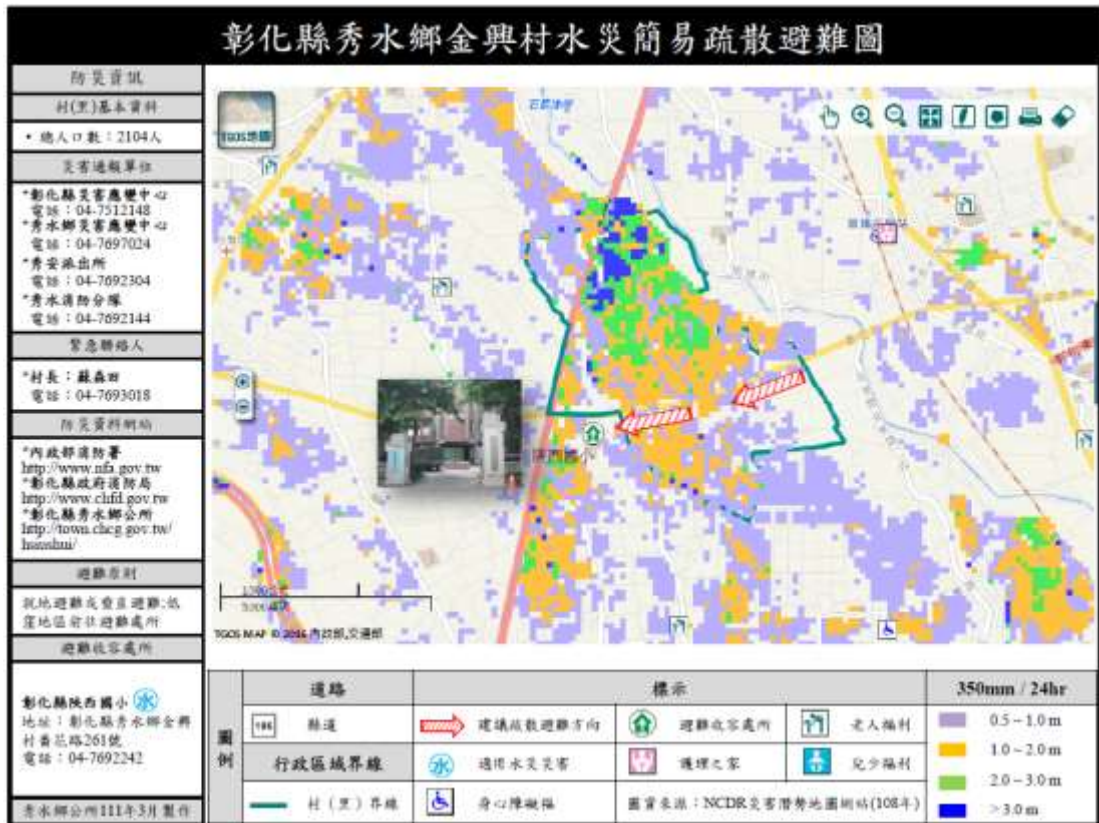 彰化縣秀水鄉金興村水災簡易疏散避難圖
防災資訊
村(里)基本資料
• 總人口數：2104人
災害通報單位
*彰化縣災害應變中心
電話：04-7512148
*秀水鄉災害應變中心
電話：04-7697024
*秀安派出所
電話：04-7692304
*秀水消防分隊
電話：04-7692144
緊急聯絡人
*村長：蘇森田
電話：04-7693018
防災資料網站
*內政部消防署
http://www.nfa.gov.tw
*彰化縣政府消防局
http://www.chfd.gov.tw
*彰化縣秀水鄉公所
http://town.chcg.gov.tw/
hsoshui/
避難原則
就地避難或垂直避難;低
窪地區前往避難處所
避難收容處所
彰化縣陝西國小 水
地址：彰化縣秀水鄉金興
村番花路261號
電話：04-7692242
秀水鄉公所111年3月製作
TGOS地圖
陝西國小
TGOS MAP © 2016 內政部,交通部
圖例
道路
標示
350mm / 24hr
縣道
建議疏散避難方向
避難收容處所
老人福利
0.5 ~ 1.0 m
行政區域界線
水
適用水災災害
護理之家
兒少福利
1.0 ~ 2.0 m
村（里）界線
身心障礙福
圖資來源：NCDR災害潛勢地圖網站(108年)
2.0 ~ 3.0 m
>3.0 m